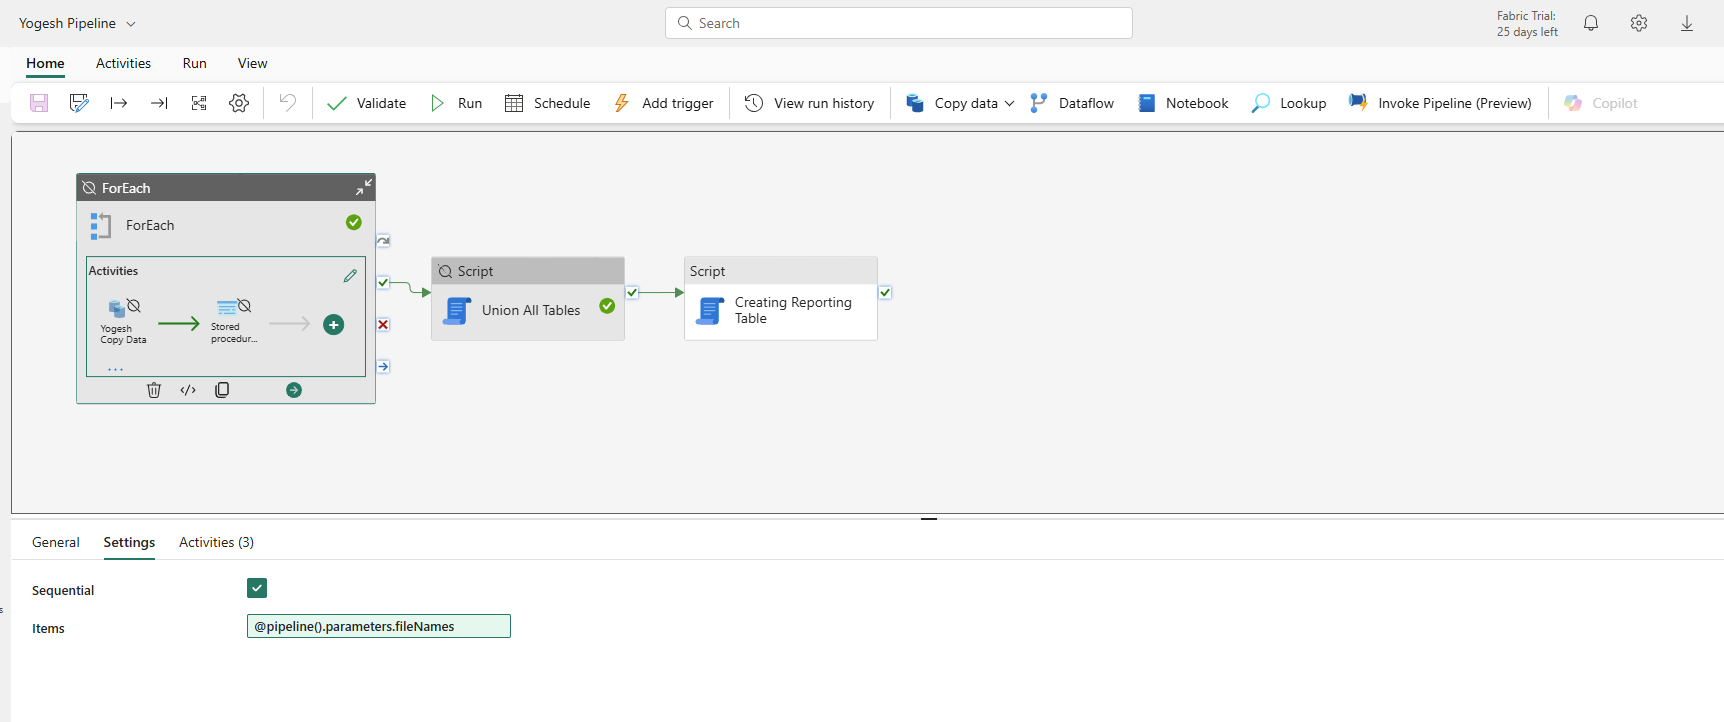 Yogesh Pipeline
Search
Fabric Trial:
25 days left
Home
Activities
Run
View
Validate
Run
Schedule
Add trigger
View run history
Copy data
Dataflow
Notebook
Lookup
Invoke Pipeline (Preview)
Copilot
ForEach
ForEach
Activities
Yogesh
Copy Data
Stored
procedur...
...
Script
Union All Tables
Script
Creating Reporting
Table
General
Settings
Activities (3)
Sequential
Items
@pipeline().parameters.fileNames
s